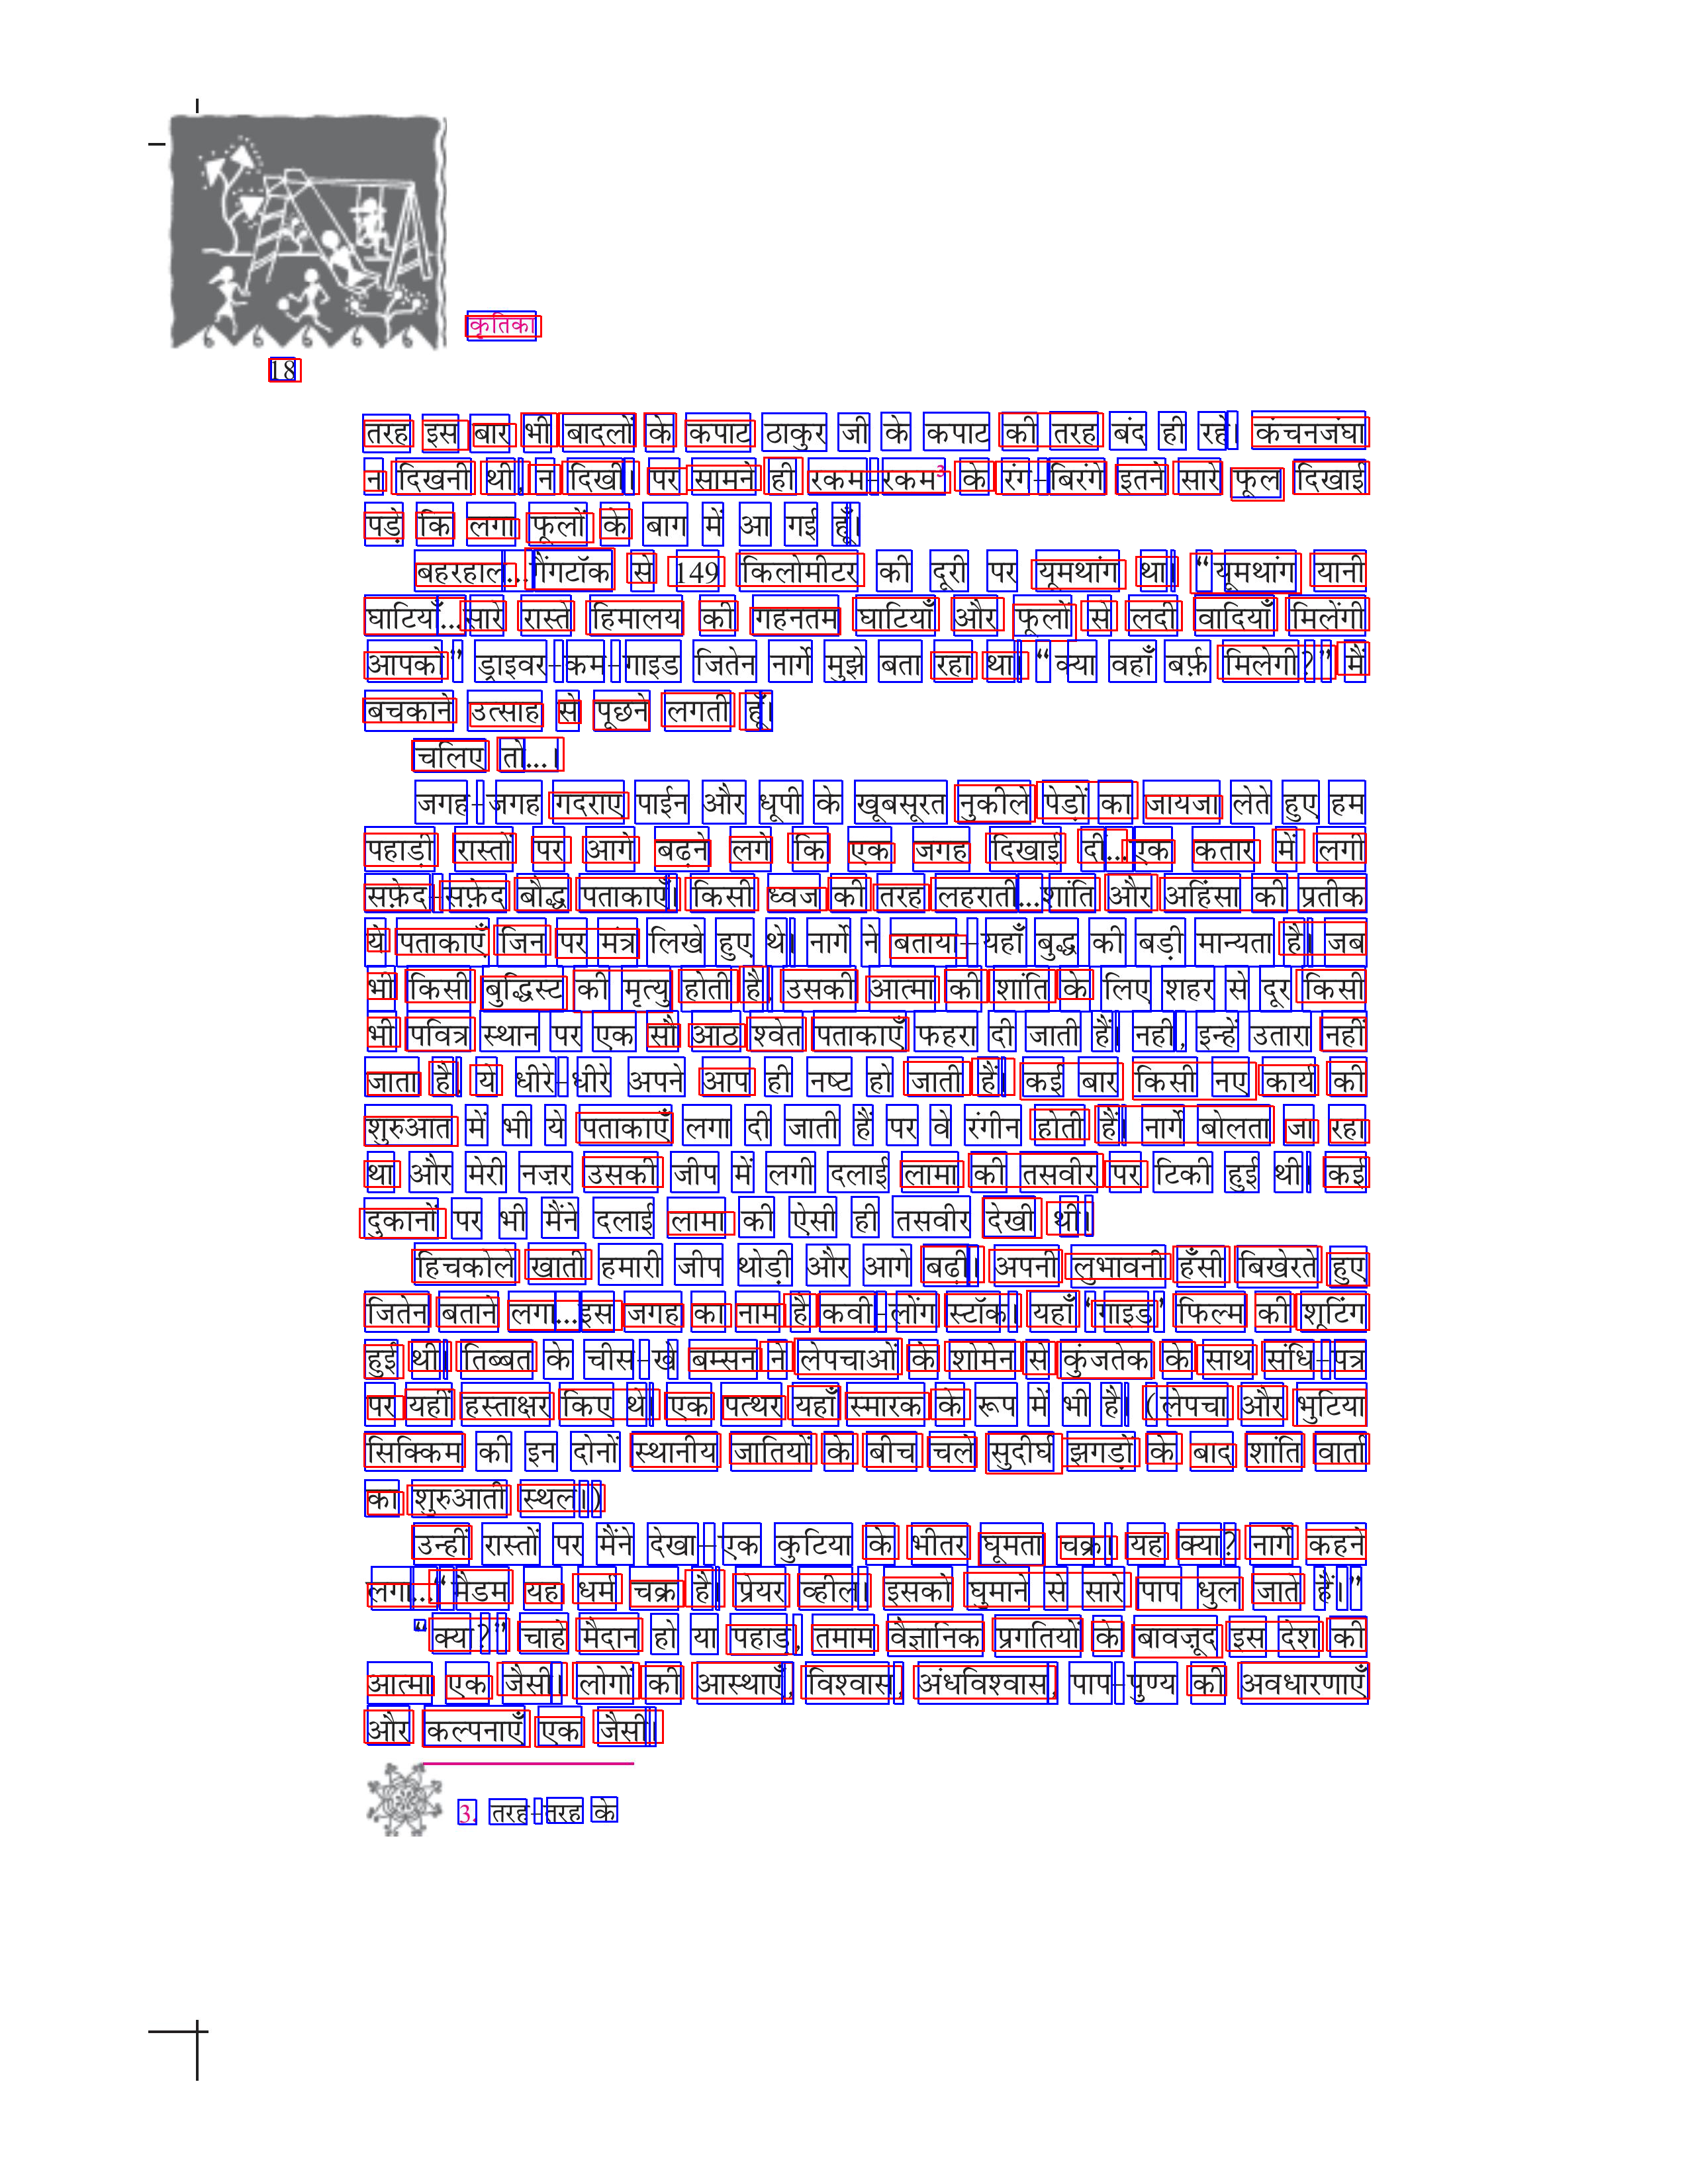 कृतिका
18
तरह इस बार भी बादलों के कपाट ठाकुर जी के कपाट की तरह बंद ही रहे। कंचनजंघा
न दिखनी थी, न दिखी। पर सामने ही रकम-रकम3 के रंग-बिरंगे इतने सारे फूल दिखाई
पड़े कि लगा फूलों के बाग में आ गई हूँ।
बहरहाल...गैंगटॉक से 149 किलोमीटर की दूरी पर यूमथांग था। “यूमथांग यानी
घाटियाँ...सारे रास्ते हिमालय की गहनतम घाटियाँ और फूलों से लदी वादियाँ मिलेंगी
आपको” ड्राइवर-कम-गाइड जितेन नार्गे मुझे बता रहा था। “क्या वहाँ बर्फ़ मिलेगी?” मैं
बचकाने उत्साह से पूछने लगती हूँ।
चलिए तो...।
जगह-जगह गदराए पाईन और धूपी के खूबसूरत नुकीले पेड़ों का जायजा लेते हुए हम
पहाड़ी रास्तों पर आगे बढ़ने लगे कि एक जगह दिखाई दीं...एक कतार में लगी
सफ़ेद-सफ़ेद बौद्ध पताकाएँ। किसी ध्वज की तरह लहराती...शांति और अहिंसा की प्रतीक
ये पताकाएँ जिन पर मंत्र लिखे हुए थे। नार्गे ने बताया-यहाँ बुद्ध की बड़ी मान्यता है। जब
भी किसी बुद्धिस्ट की मृत्यु होती है, उसकी आत्मा की शांति के लिए शहर से दूर किसी
भी पवित्र स्थान पर एक सौ आठ श्वेत पताकाएँ फहरा दी जाती हैं। नहीं, इन्हें उतारा नहीं
जाता है, ये धीरे-धीरे अपने आप ही नष्ट हो जाती हैं। कई बार किसी नए कार्य की
शुरुआत में भी ये पताकाएँ लगा दी जाती हैं पर वे रंगीन होती हैं। नार्गे बोलता जा रहा
था और मेरी नज़र उसकी जीप में लगी दलाई लामा की तसवीर पर टिकी हुई थी। कई
दुकानों पर भी मैंने दलाई लामा की ऐसी ही तसवीर देखी थी।
हिचकोले खाती हमारी जीप थोड़ी और आगे बढ़ी। अपनी लुभावनी हँसी बिखेरते हुए
जितेन बताने लगा...इस जगह का नाम है कवी-लोंग स्टॉक। यहाँ ‘गाइड’ फिल्म की शूटिंग
हुई थी। तिब्बत के चीस-खे बम्सन ने लेपचाओं के शोमेन से कुंजतेक के साथ संधि-पत्र
पर यहीं हस्ताक्षर किए थे। एक पत्थर यहाँ स्मारक के रूप में भी है। (लेपचा और भुटिया
सिक्किम की इन दोनों स्थानीय जातियों के बीच चले सुदीर्घ झगड़ों के बाद शांति वार्ता
का शुरुआती स्थल।)
उन्हीं रास्तों पर मैंने देखा-एक कुटिया के भीतर घूमता चक्र। यह क्या? नार्गे कहने
लगा...“मैडम यह धर्म चक्र है। प्रेयर व्हील। इसको घुमाने से सारे पाप धुल जाते हैं।”
“क्या?” चाहे मैदान हो या पहाड़, तमाम वैज्ञानिक प्रगतियों के बावजूद इस देश की
आत्मा एक जैसी। लोगों की आस्थाएँ, विश्वास, अंधविश्वास, पाप-पुण्य की अवधारणाएँ
और कल्पनाएँ एक जैसी।
3. तरह-तरह के